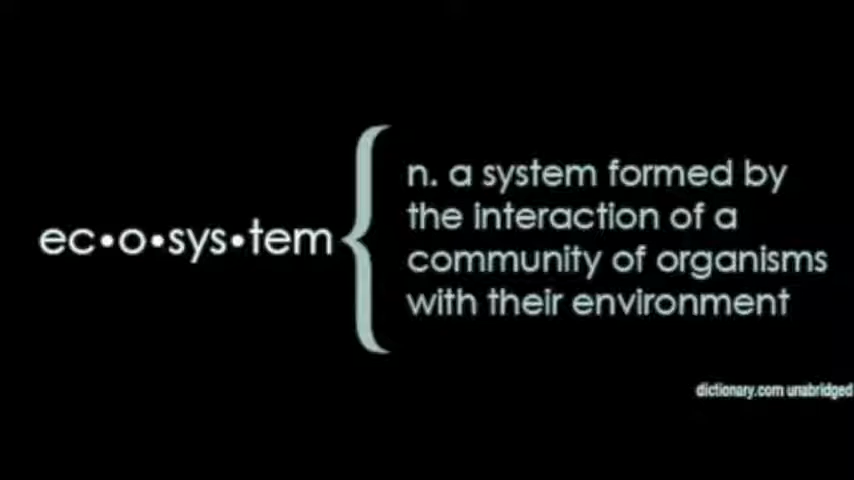 ec•o•sys•tem
n. a system formed by
the interaction of a
community of organisms
with their environment
dictionary.com unabridged